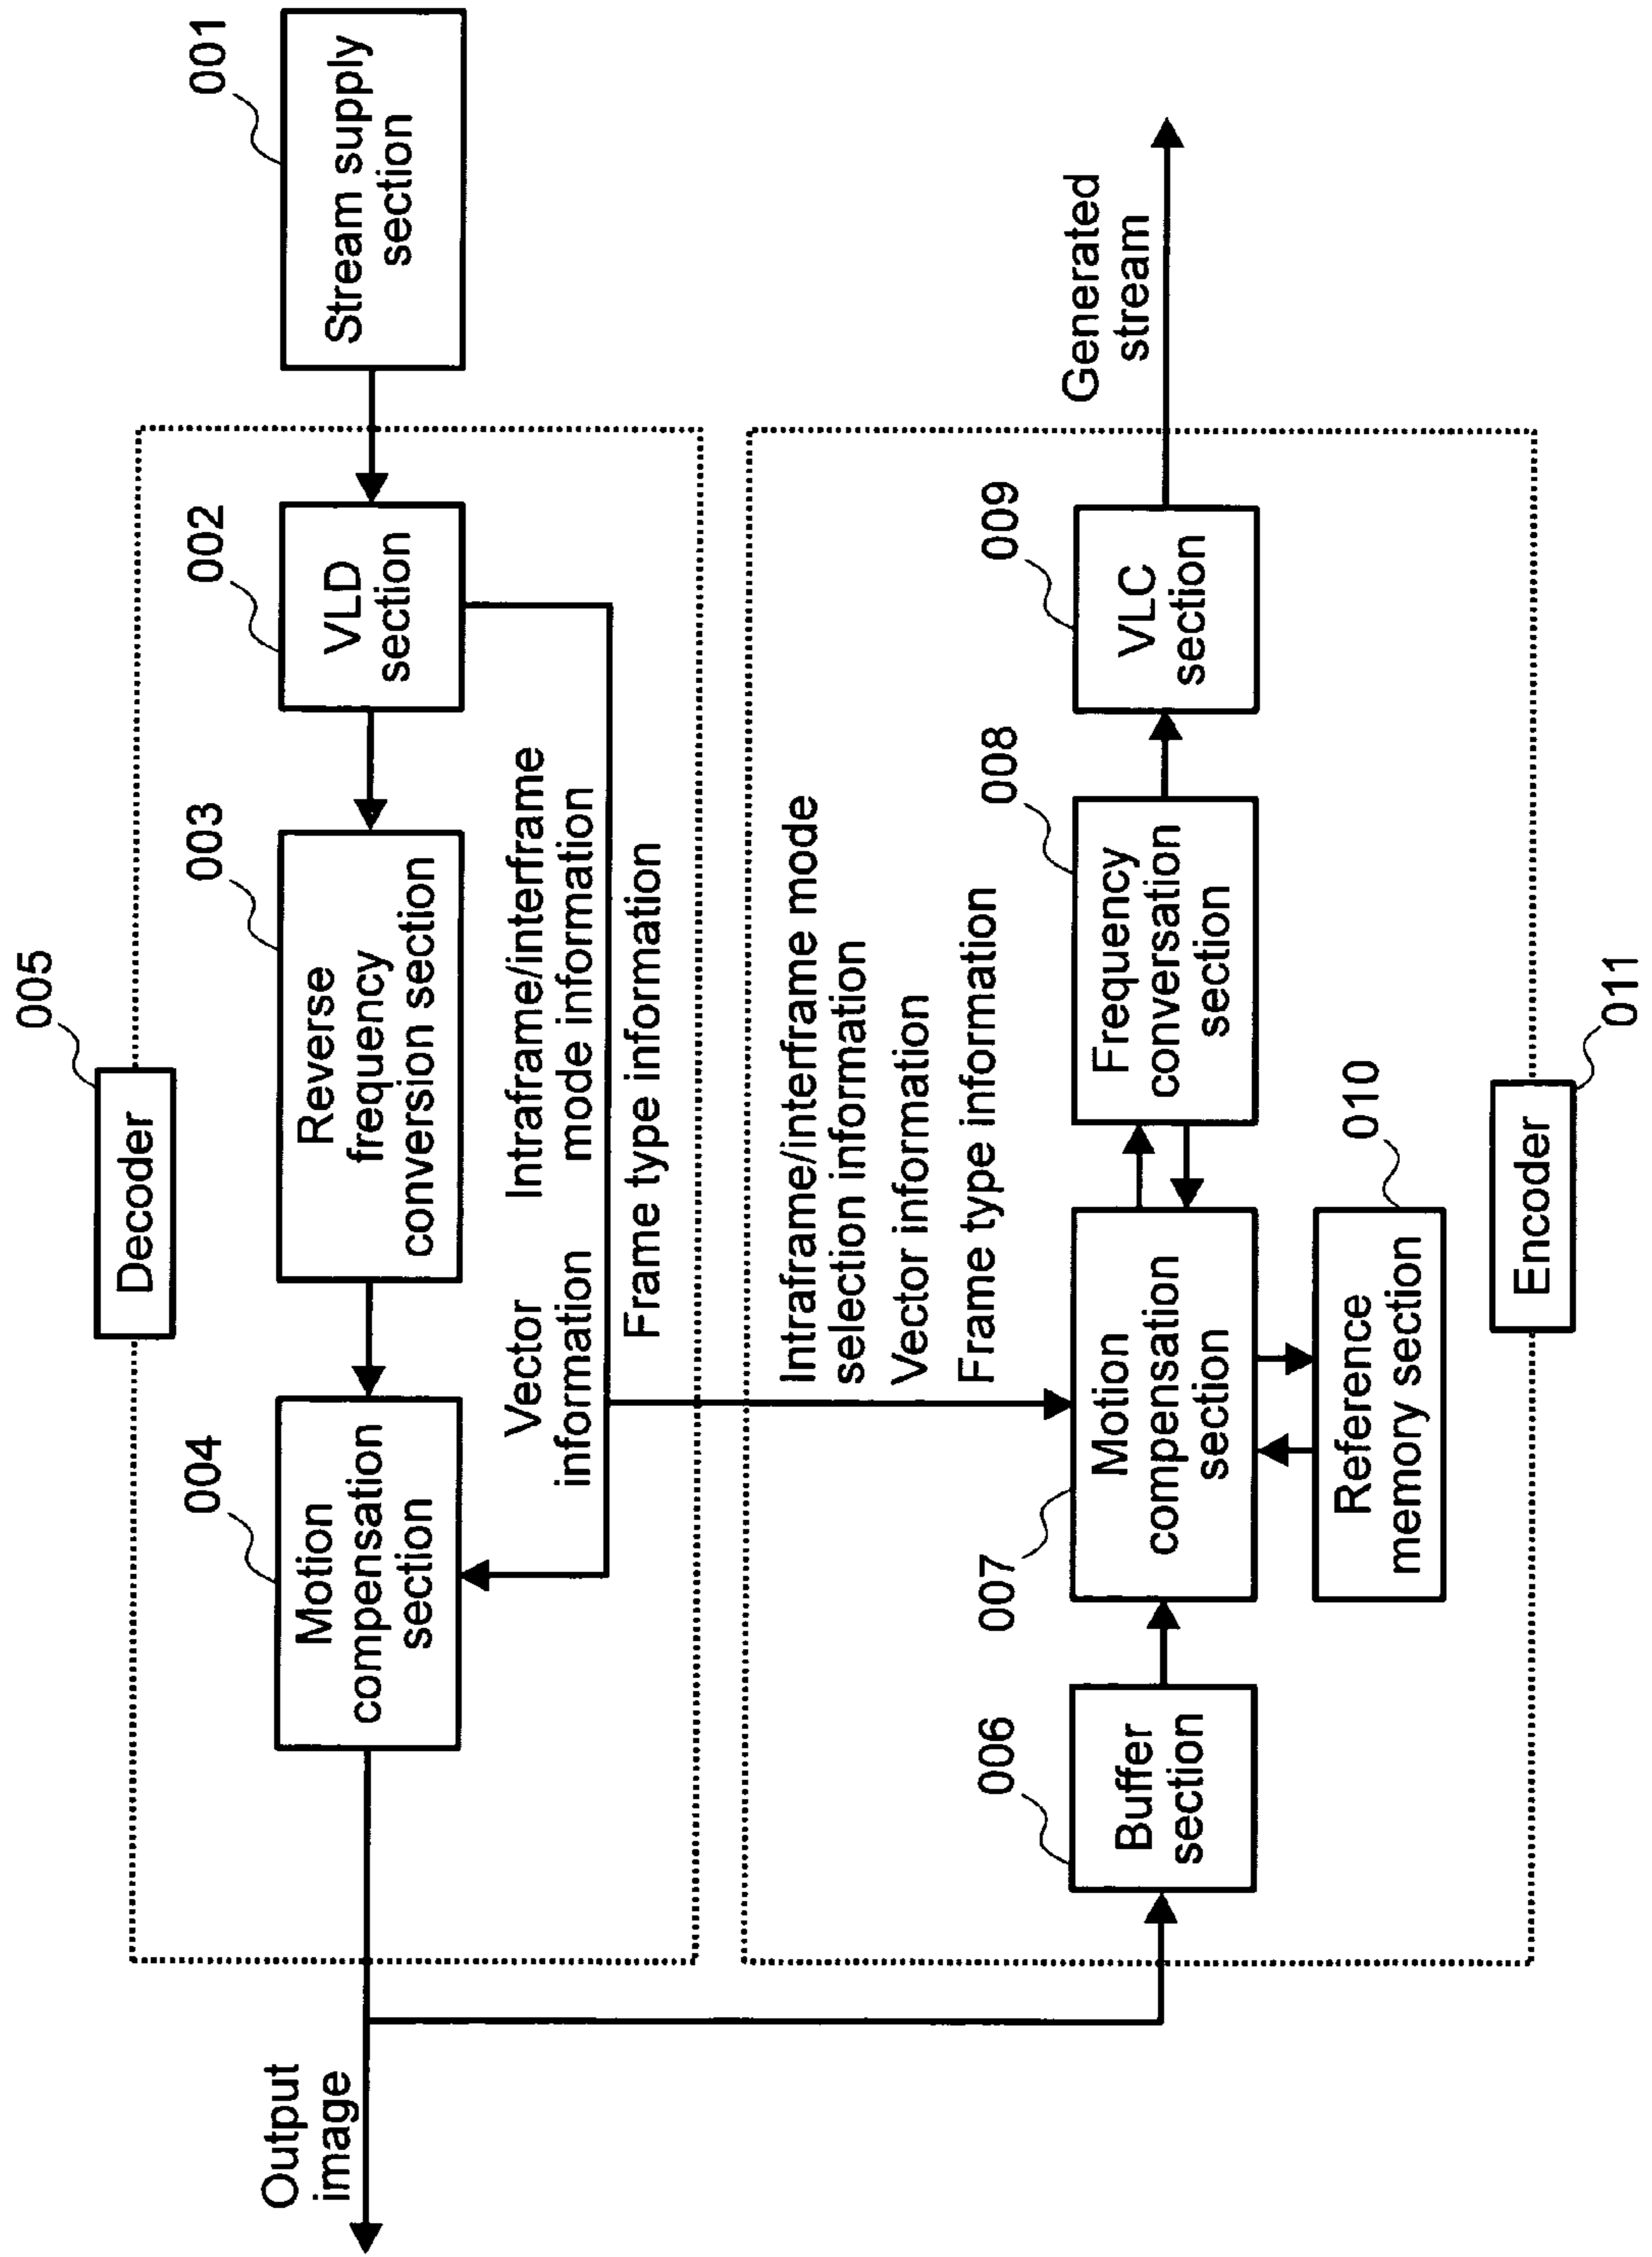 001
Stream supply
section
002
VLD
section
003
Reverse
frequency
conversion section
004
Motion
compensation
section
005
Decoder
Intraframe/interframe
mode information
Vector
information
Frame type information
Output
image
Intraframe/interframe mode
selection information
Vector information
Frame type information
006
Buffer
section
007
Motion
compensation
section
008
Frequency
conversation
section
009
VLC
section
Generated
stream
010
Reference
memory section
Encoder
011